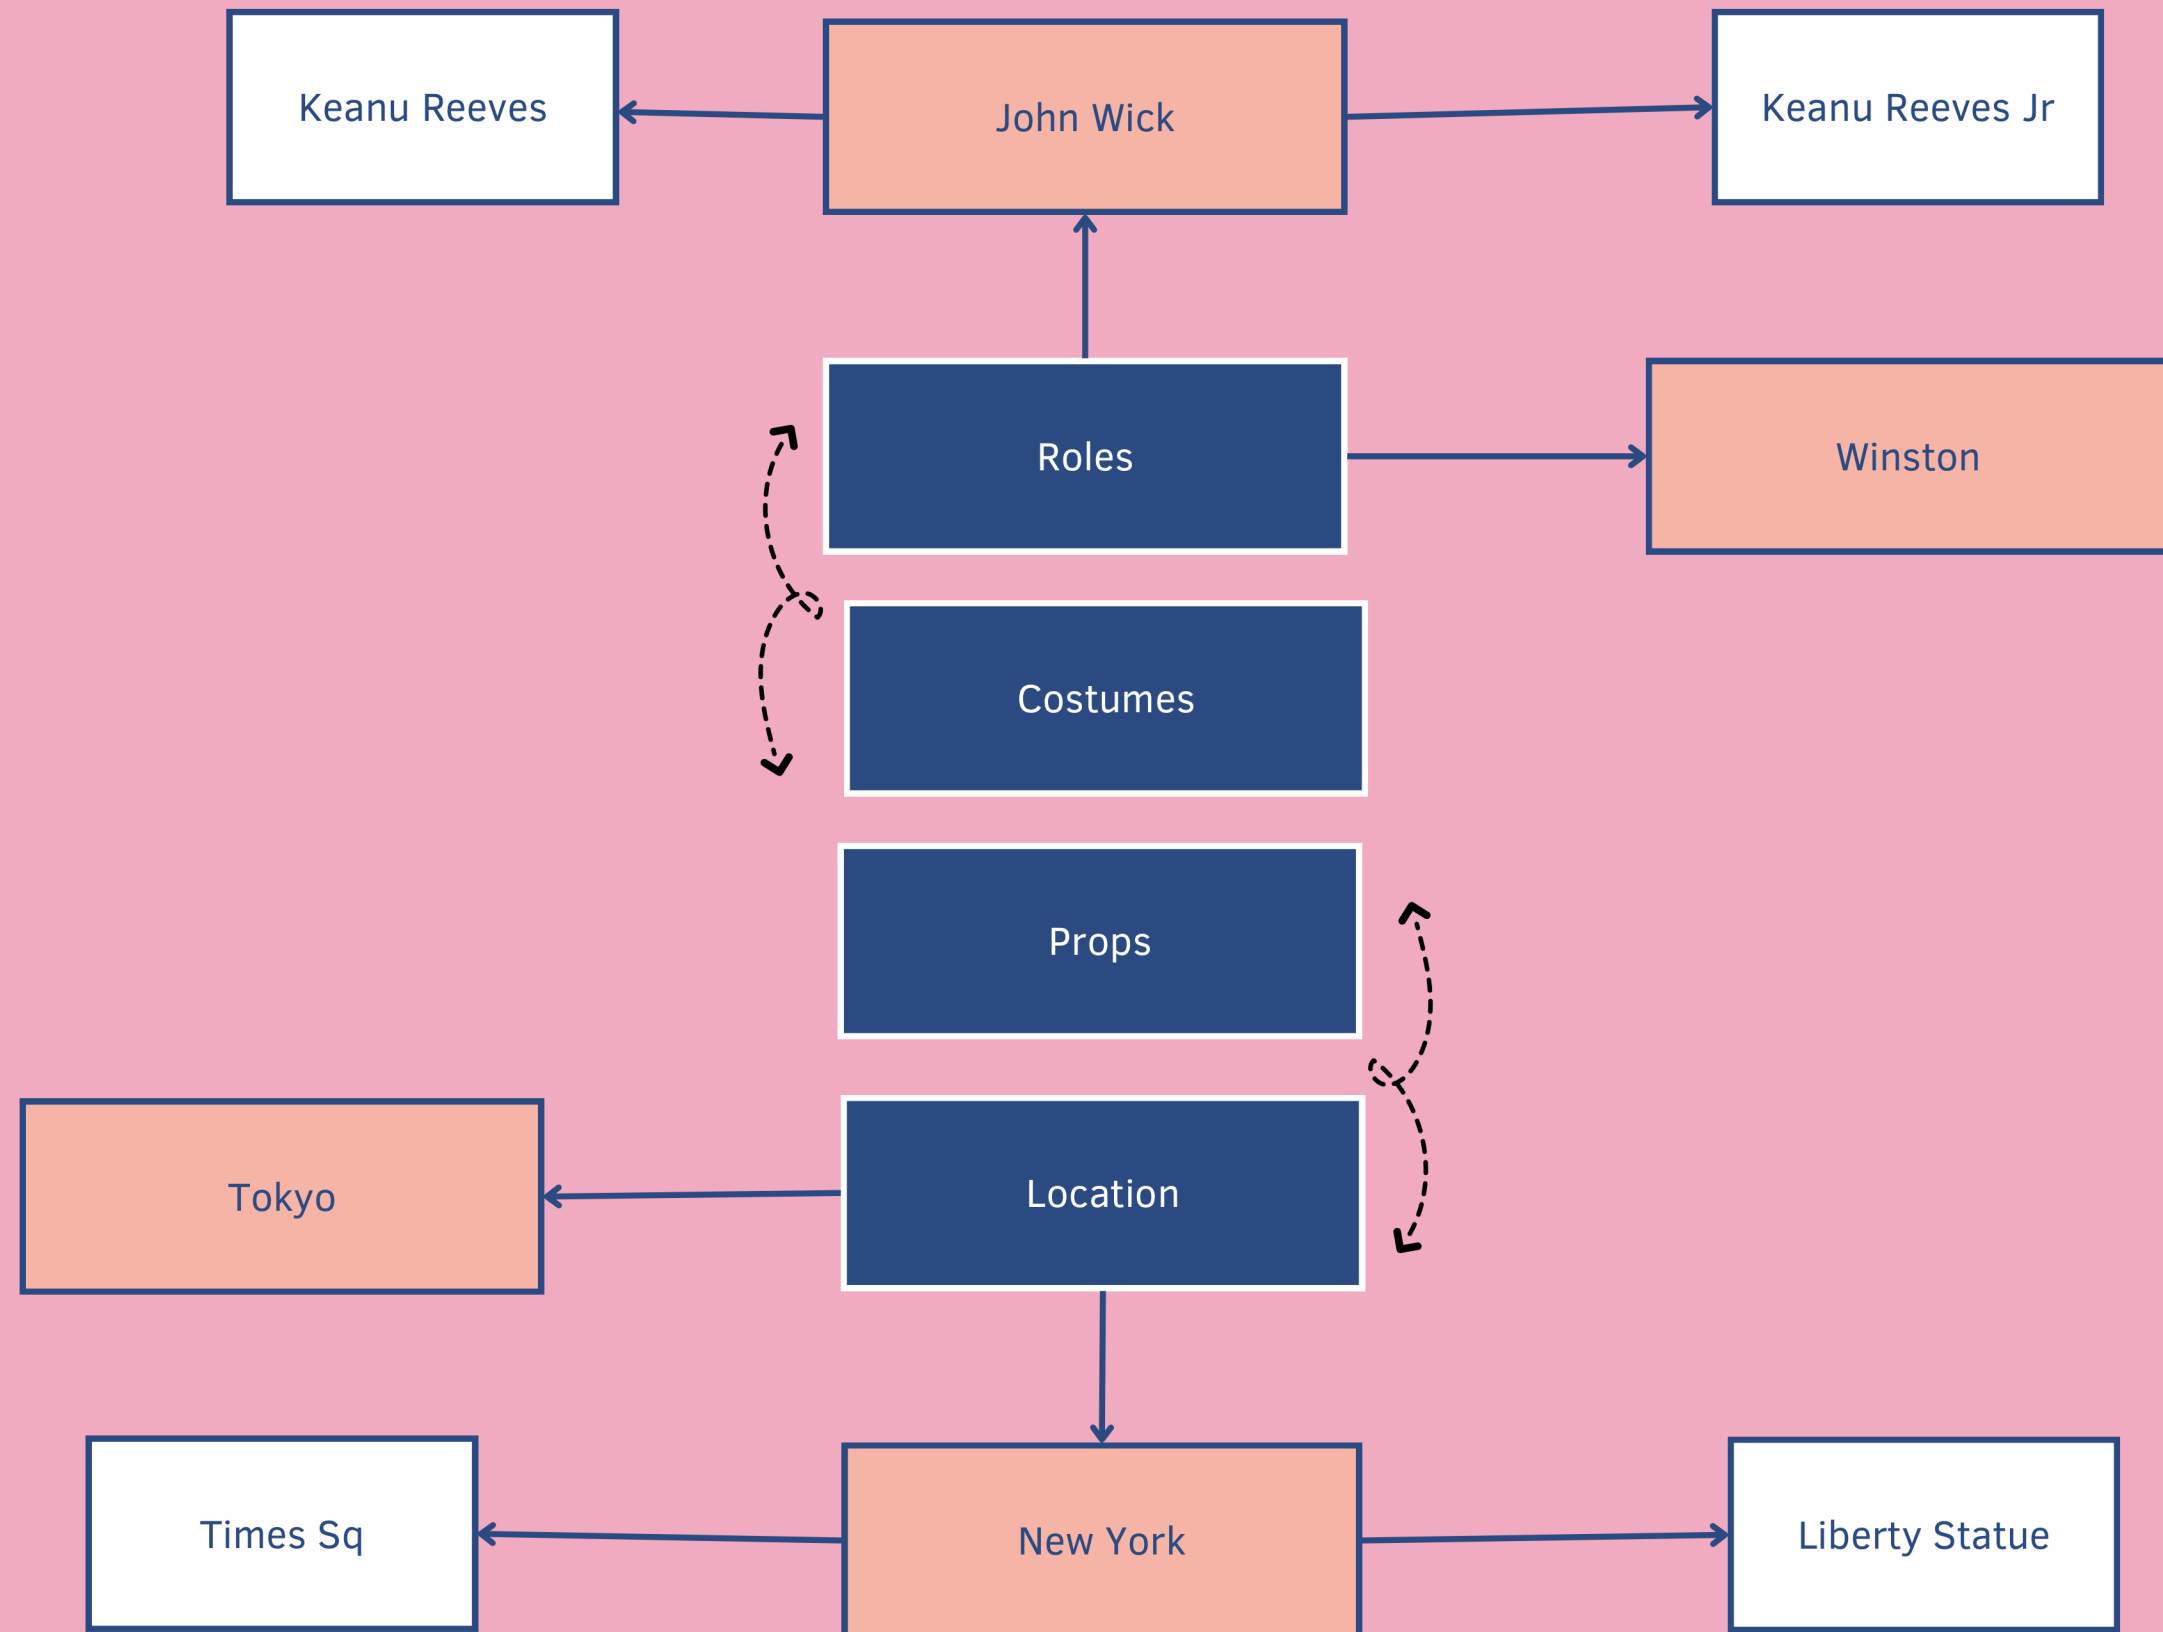 Keanu Reeves
John Wick
Keanu Reeves Jr
Roles
Winston
Costumes
Props
Tokyo
Location
Times Sq
New York
Liberty Statue